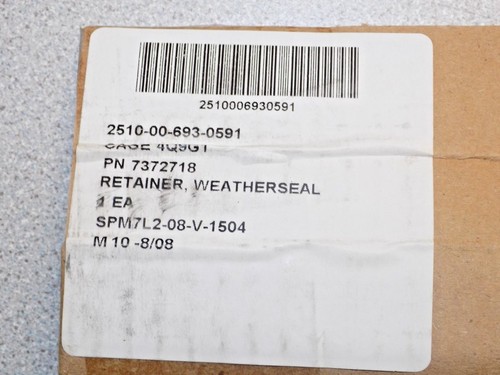 2510006930591
2510-00-693-0591
CAGE 4Q9G1
PN 7372718
RETAINER, WEATHERSEAL
1 EA
SPM7L2-08-V-1504
M 10 -8/08